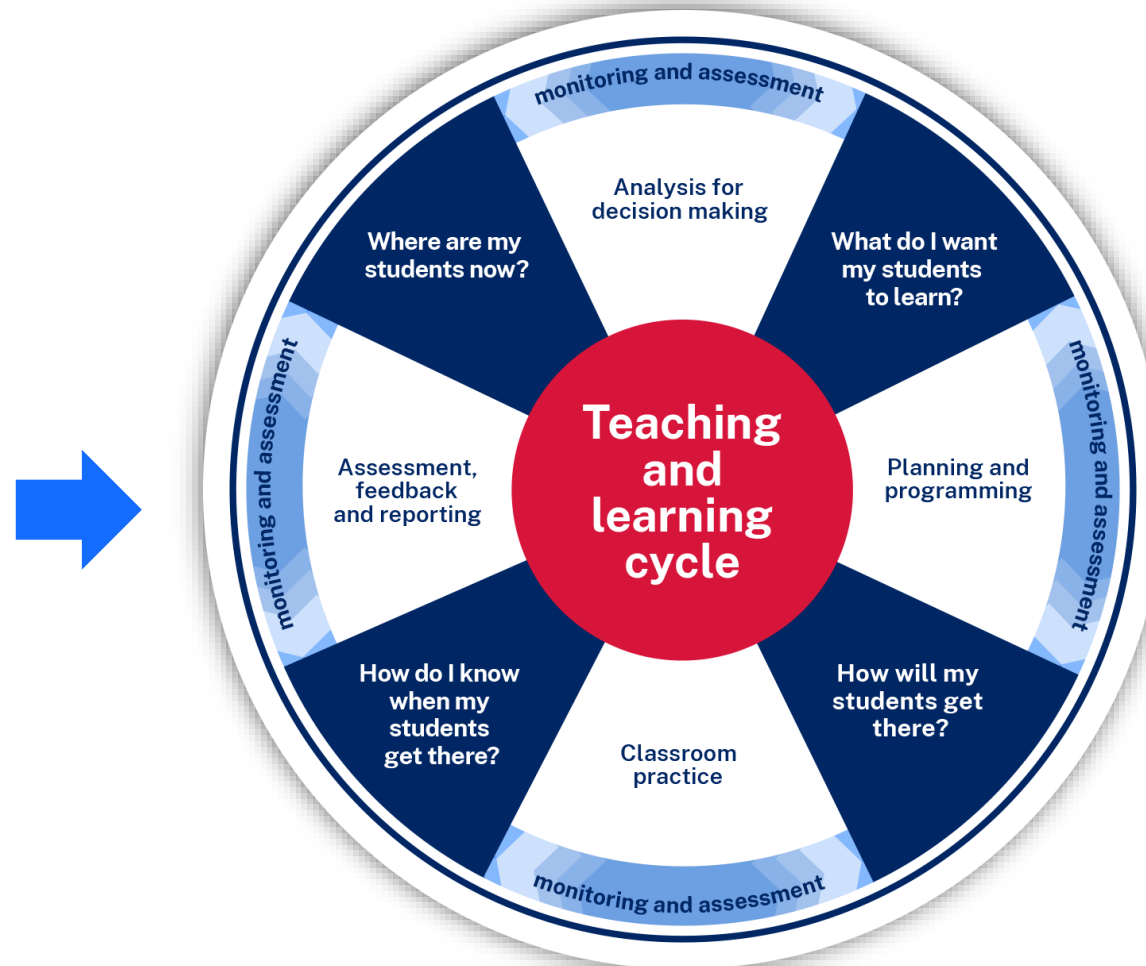 monitoring and assessment
Analysis for
decision making
Where are my
students now?
What do I want
my students
to learn?
monitoring and assessment
Assessment,
feedback
and reporting
Teaching
and
learning
cycle
Planning and
programming
monitoring and assessment
How do I know
when my
students
get there?
How will my
students get
there?
Classroom
practice
monitoring and assessment